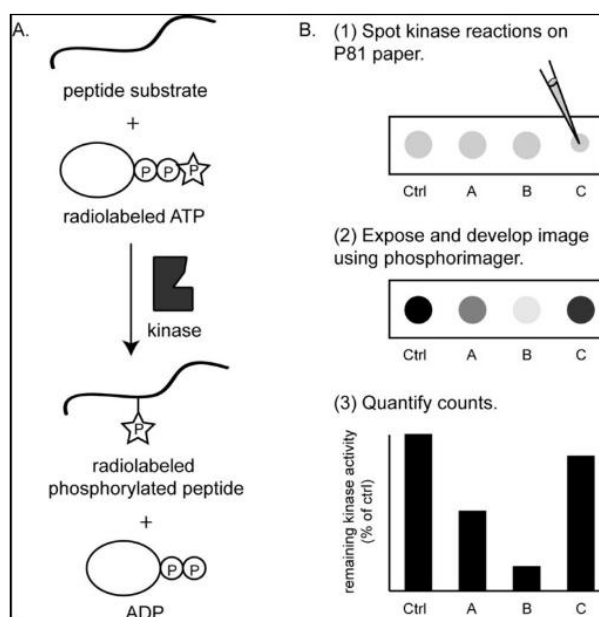 A.
peptide substrate
+
P P P
radiolabeled ATP
kinase
P
radiolabeled
phosphorylated peptide
+
P P
ADP
B. (1) Spot kinase reactions on
P81 paper.
Ctrl A B C
(2) Expose and develop image
using phosphorimager.
Ctrl A B C
(3) Quantify counts.
remaining kinase activity
(% of ctrl)
Ctrl A B C